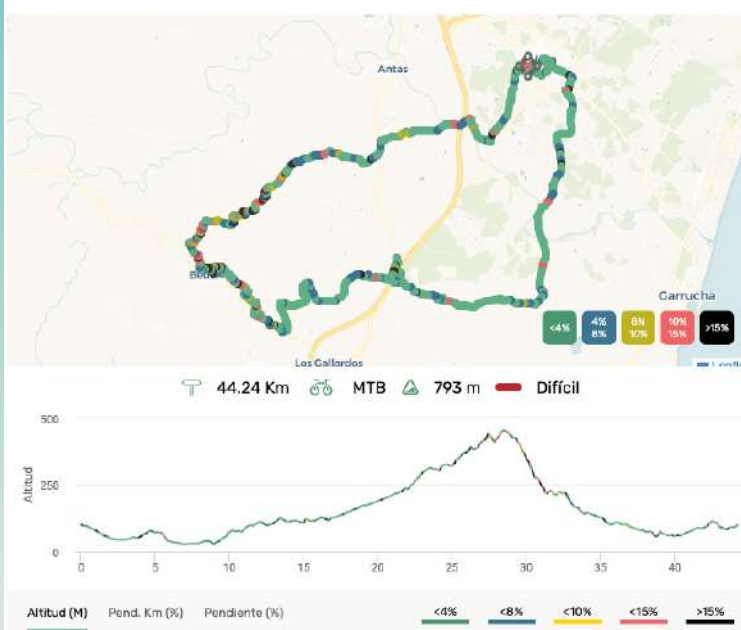 Antas
Garrucha
Los Gallardos
<4%
4%
8%
8%
10%
10%
15%
>15%
44.24 Km MTB 793 m Difícil
Altitud
500
250
0
0 5 10 15 20 25 30 35 40
Altitud (M) Pend. Km (%) Pendiente (%) <4% <8% <10% <15% >15%